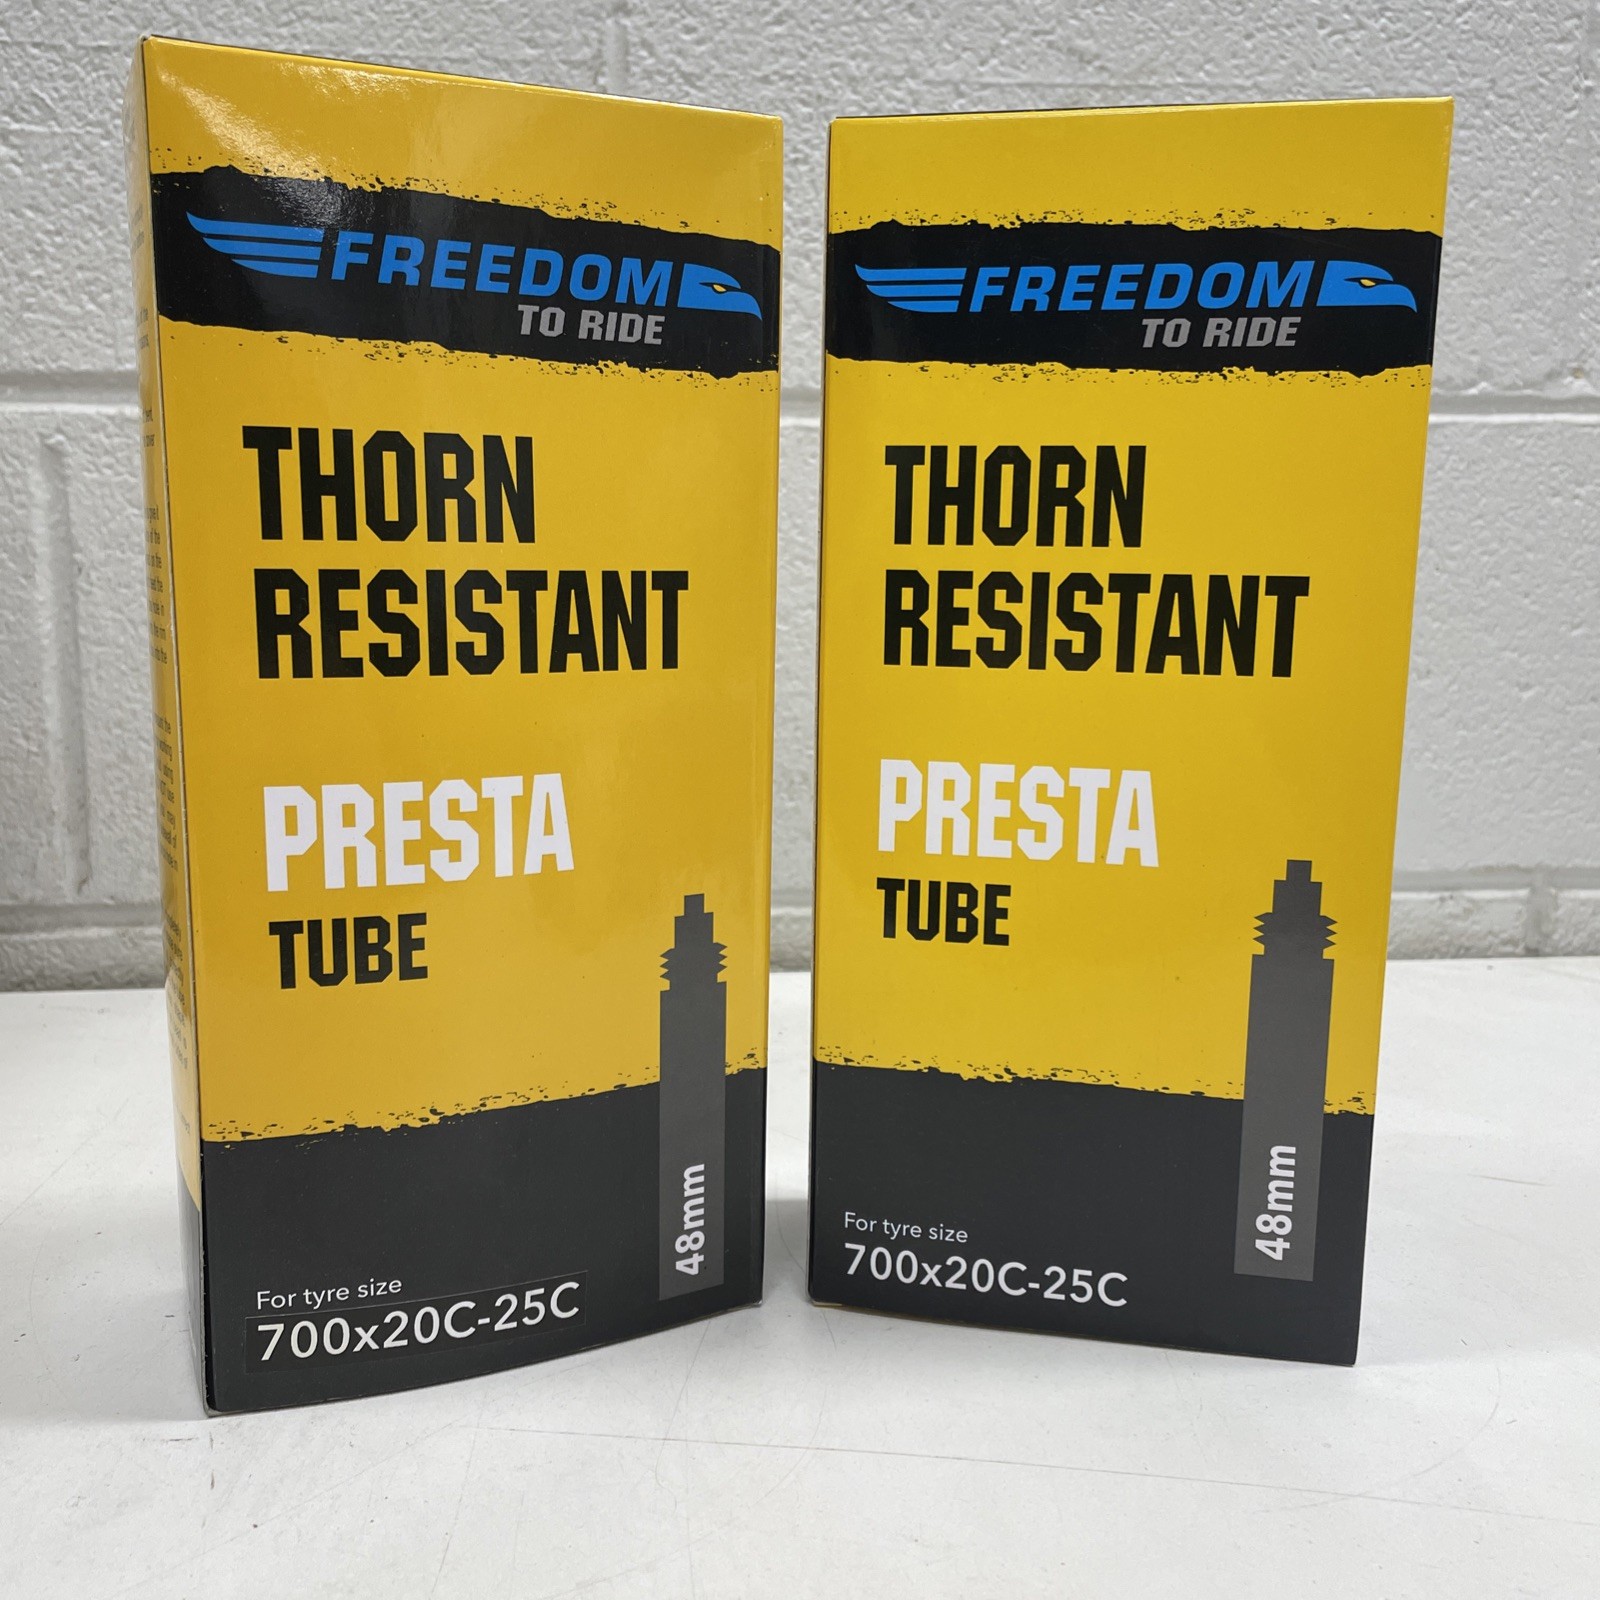 FREEDOM
TO RIDE
THORN
RESISTANT
PRESTA
TUBE
48mm
For tyre size
700x20C-25C
FREEDOM
TO RIDE
THORN
RESISTANT
PRESTA
TUBE
48mm
For tyre size
700x20C-25C